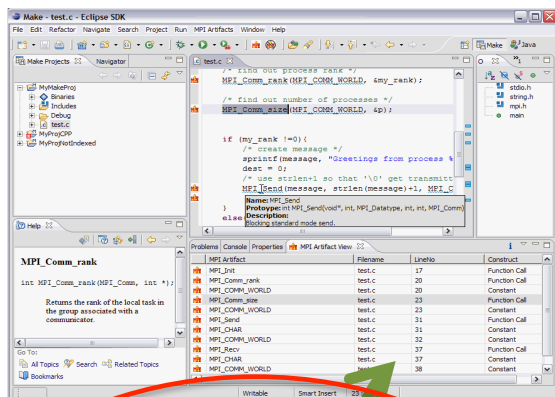 Make - test.c - Eclipse SDK
File Edit Refactor Navigate Search Project Run MPI Artifacts Window Help
Make Java
Make Projects Navigator
MyMakeProj
Binaries
Includes
Debug
test.c
MyProjCPP
MyProjNotIndexed
test.c
/* find out process rank */
MPI_Comm_rank(MPI_COMM_WORLD, &my_rank);
/* find out number of processes */
MPI_Comm_size(MPI_COMM_WORLD, &p);
if (my_rank !=0){
/* create message */
sprintf(message, "Greetings from process %
dest = 0;
/* use strlen+1 so that '\0' get transmitt
MPI_Send(message, strlen(message)+1, MPI_C
}
else
Name: MPI_Send
Protoype: int MPI_Send(void*, int, MPI_Datatype, int, int, MPI_Comm)
Description:
Blocking standard mode send.
stdio.h
string.h
mpi.h
main
Help
MPI_Comm_rank
int MPI_Comm_rank(MPI_Comm, int *);
Returns the rank of the local task in
the group associated with a
communicator.
Go To:
All Topics Search Related Topics
Bookmarks
Problems Console Properties MPI Artifact View
MPI Artifact Filename LineNo Construct
MPI_Init test.c 17 Function Call
MPI_Comm_rank test.c 20 Function Call
MPI_COMM_WORLD test.c 20 Constant
MPI_Comm_size test.c 23 Function Call
MPI_COMM_WORLD test.c 23 Constant
MPI_Send test.c 31 Function Call
MPI_CHAR test.c 31 Constant
MPI_COMM_WORLD test.c 32 Constant
MPI_Recv test.c 37 Function Call
MPI_CHAR test.c 37 Constant
MPI_COMM_WORLD test.c 38 Constant
Writable Smart Insert 23